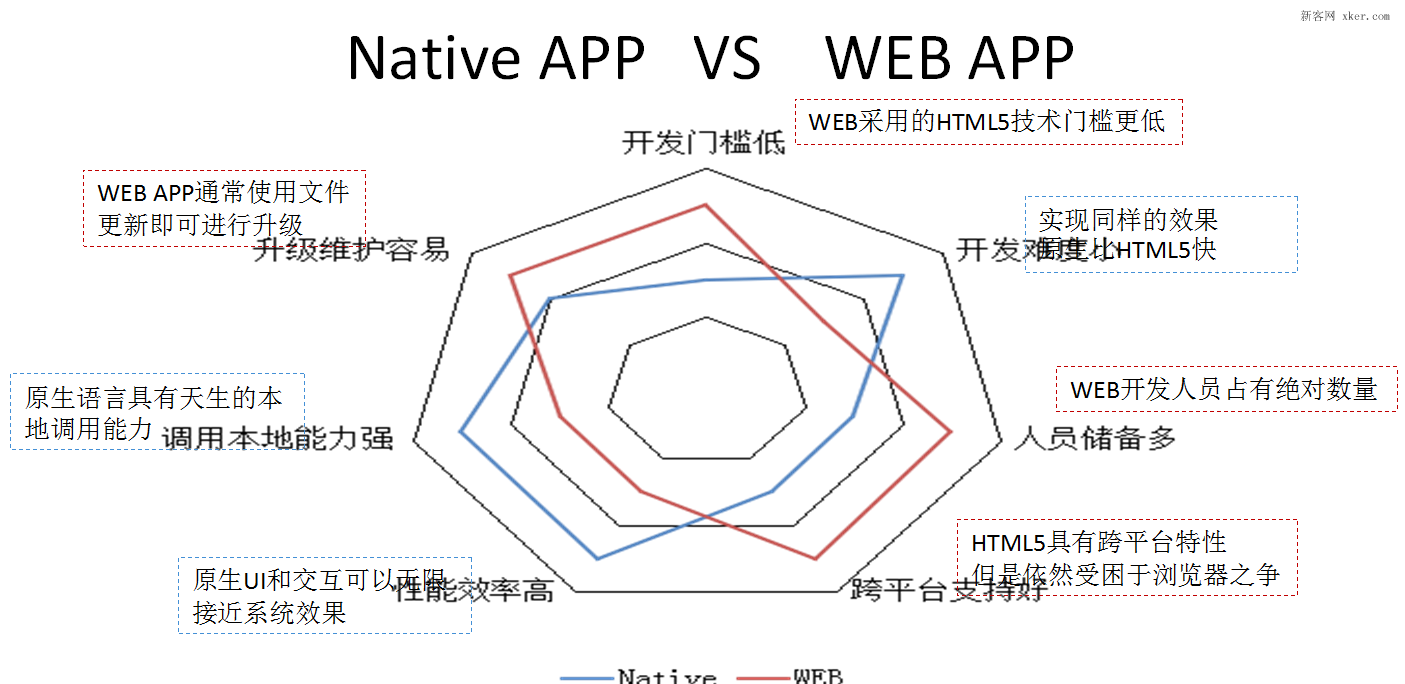 新客网 xker.com
Native APP VS WEB APP
WEB采用的HTML5技术门槛更低
开发门槛低
WEB APP通常使用文件
更新即可进行升级
升级维护容易
实现同样的效果
原生比HTML5快
开发难度
原生语言具有天生的本
地调用能力
调用本地能力强
WEB开发人员占有绝对数量
人员储备多
HTML5具有跨平台特性
但是依然受困于浏览器之争
跨平台支持好
原生UI和交互可以无限
接近系统效果
性能效率高
Native
WEB